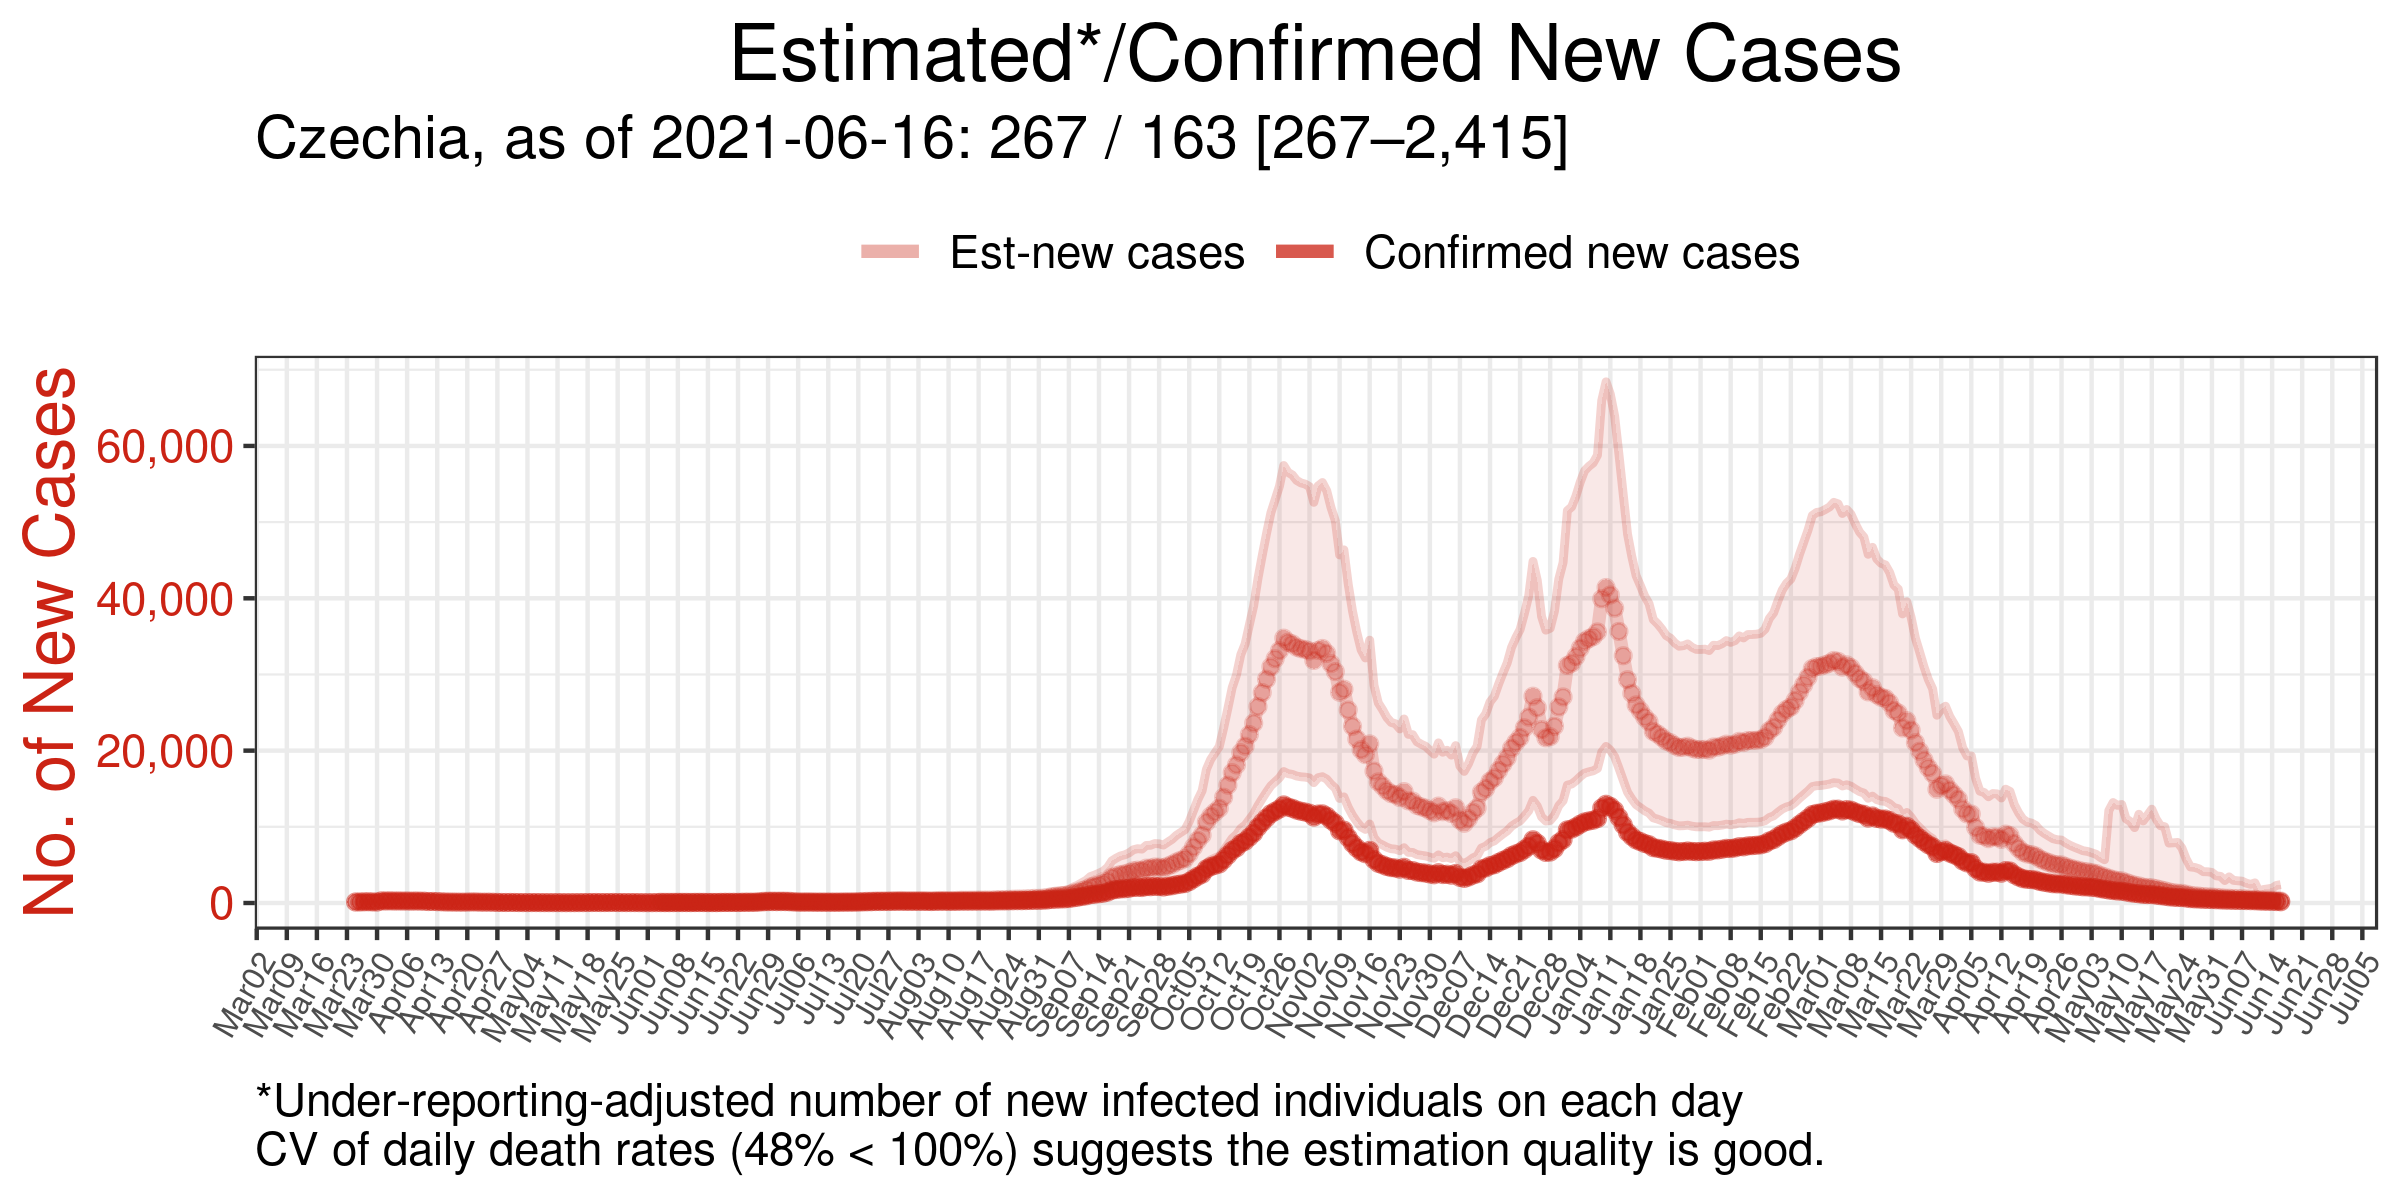 Estimated*/Confirmed New Cases
Czechia, as of 2021-06-16: 267 / 163 [267–2,415]
Est-new cases
Confirmed new cases
No. of New Cases
60,000
40,000
20,000
0
Mar02
Mar09
Mar16
Mar23
Mar30
Apr06
Apr13
Apr20
Apr27
May04
May11
May18
May25
Jun01
Jun08
Jun15
Jun22
Jun29
Jul06
Jul13
Jul20
Jul27
Aug03
Aug10
Aug17
Aug24
Aug31
Sep07
Sep14
Sep21
Sep28
Oct05
Oct12
Oct19
Oct26
Nov02
Nov09
Nov16
Nov23
Nov30
Dec07
Dec14
Dec21
Dec28
Jan04
Jan11
Jan18
Jan25
Feb01
Feb08
Feb15
Feb22
Mar01
Mar08
Mar15
Mar22
Mar29
Apr05
Apr12
Apr19
Apr26
May03
May10
May17
May24
May31
Jun07
Jun14
Jun21
Jun28
Jul05
*Under-reporting-adjusted number of new infected individuals on each day
CV of daily death rates (48% < 100%) suggests the estimation quality is good.